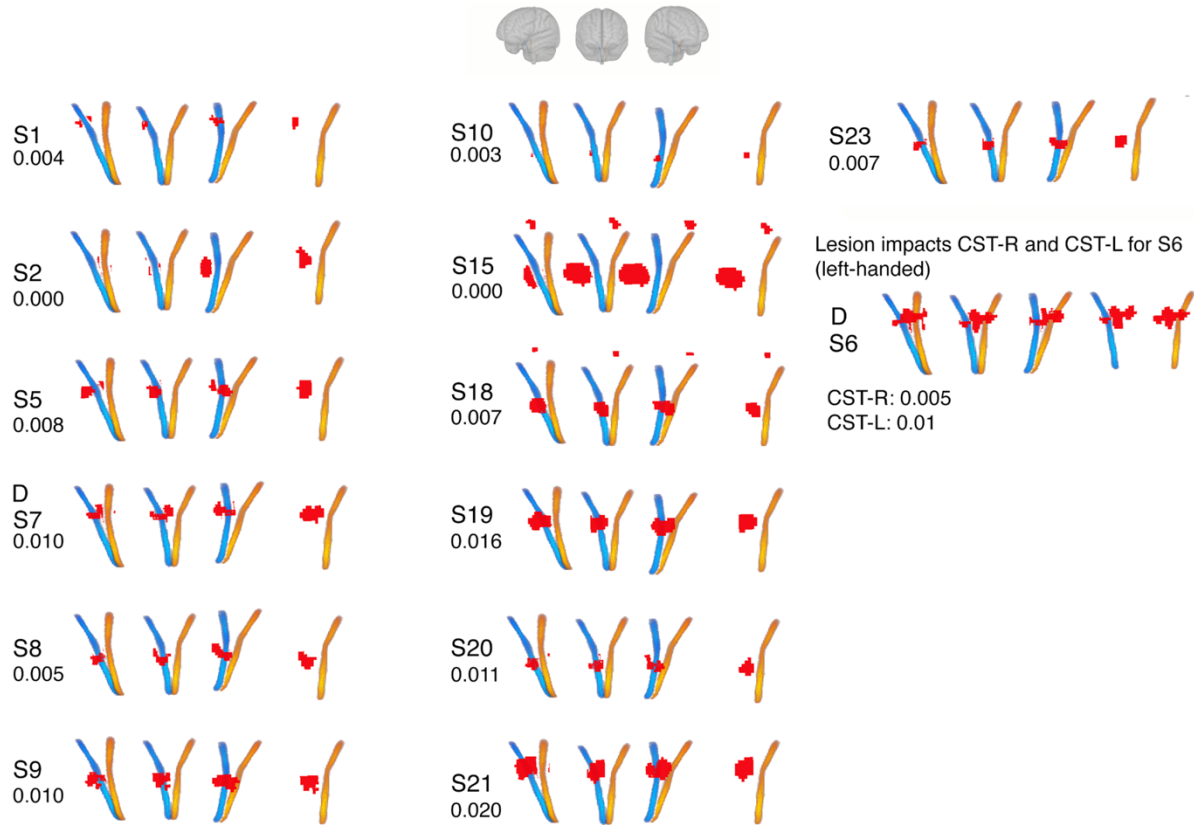 S1
0.004
S2
0.000
S5
0.008
D
S7
0.010
S8
0.005
S9
0.010
S10
0.003
S15
0.000
S18
0.007
S19
0.016
S20
0.011
S21
0.020
S23
0.007
Lesion impacts CST-R and CST-L for S6
(left-handed)
D
S6
CST-R: 0.005
CST-L: 0.01